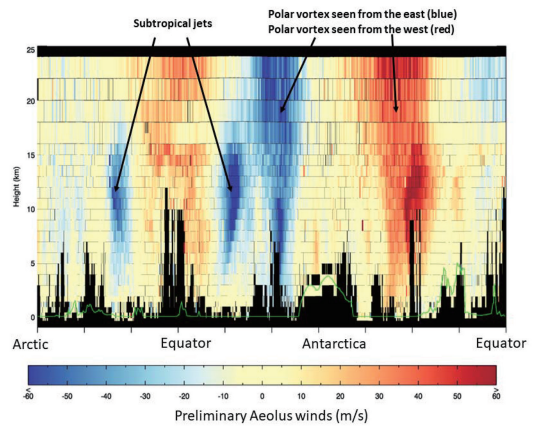 Subtropical jets
Polar vortex seen from the east (blue)
Polar vortex seen from the west (red)
25
20
15
10
5
0
Height (km)
Arctic
Equator
Antarctica
Equator
-60 -50 -40 -30 -20 -10 0 10 20 30 40 50 60
< >
Preliminary Aeolus winds (m/s)